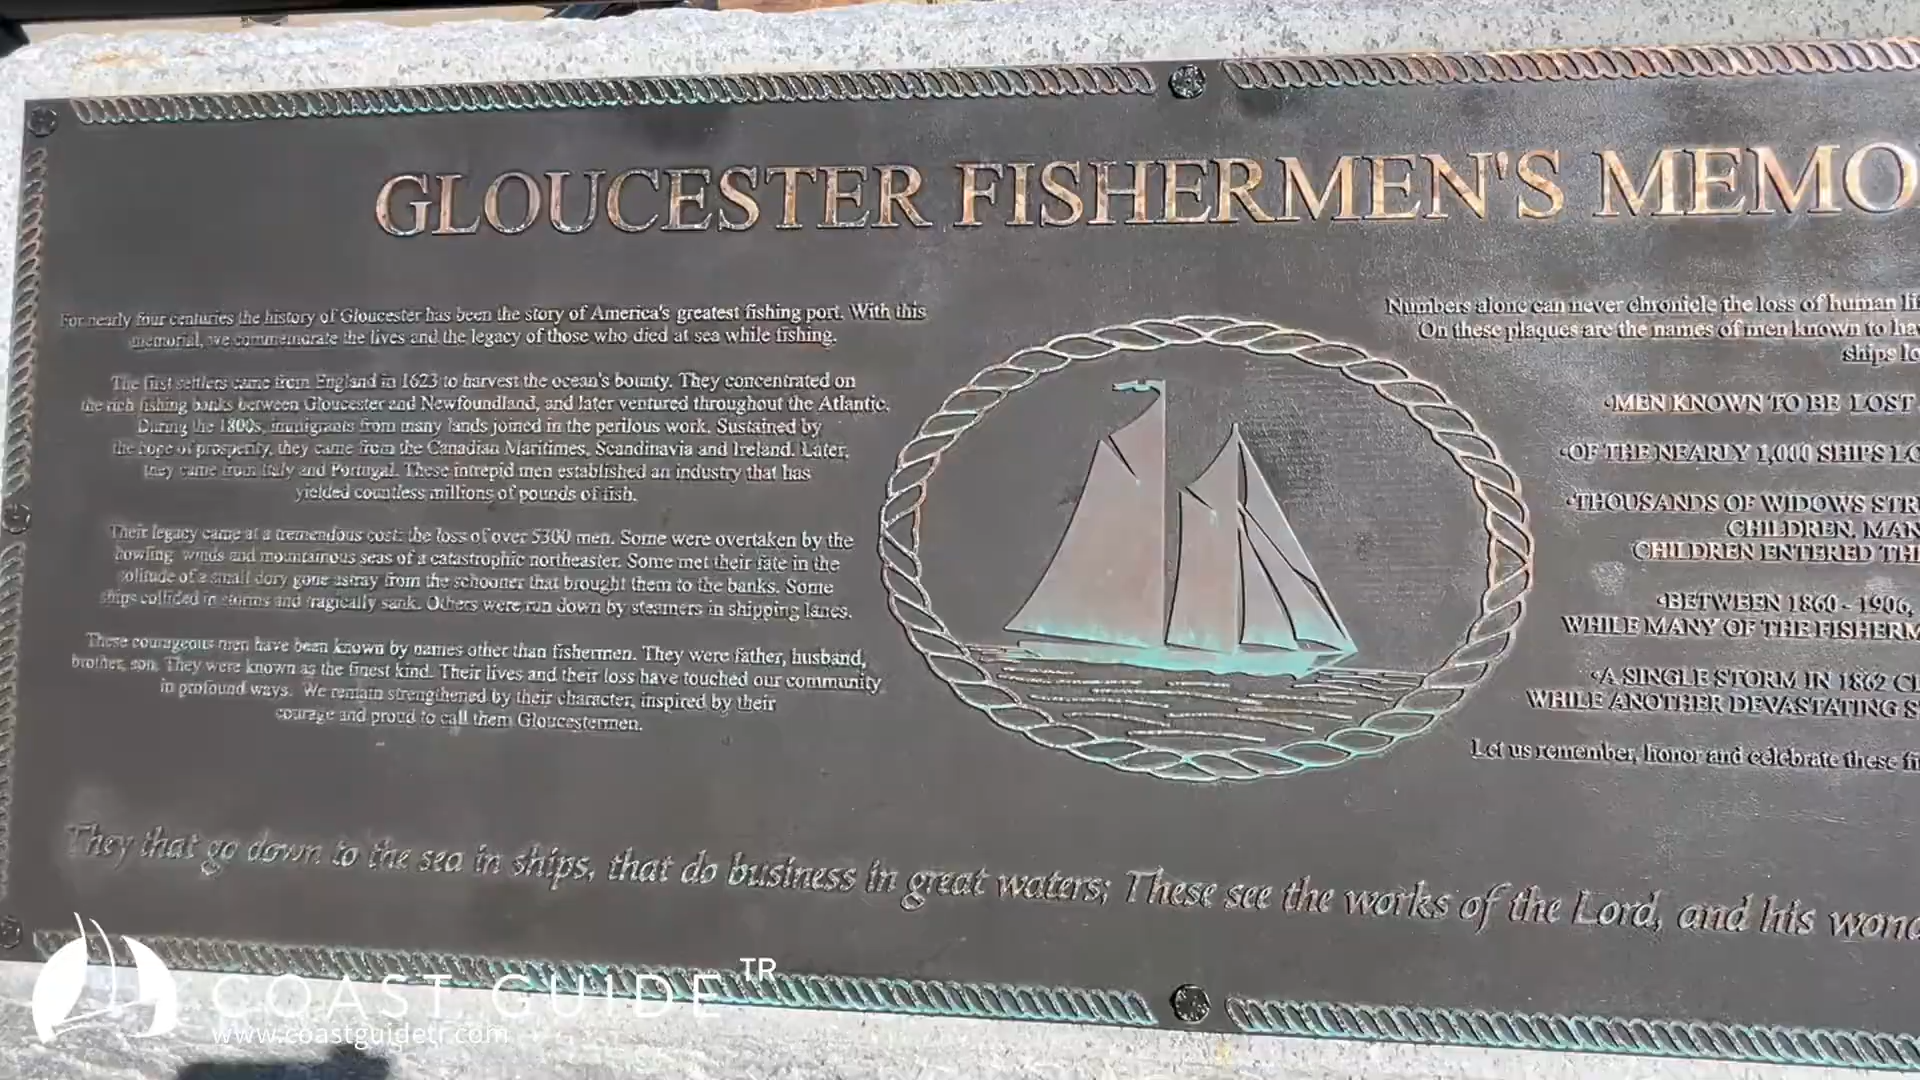 GLOUCESTER FISHERMEN'S MEMO
For nearly four centuries the history of Gloucester has been the story of America's greatest fishing port. With this
memorial, we commemorate the lives and the legacy of those who died at sea while fishing.
The first settlers came from England in 1623 to harvest the ocean's bounty. They concentrated on
the rich fishing banks between Gloucester and Newfoundland, and later ventured throughout the Atlantic.
During the 1800s, immigrants from many lands joined in the perilous work. Sustained by
the hope of prosperity, they came from the Canadian Maritimes, Scandinavia and Ireland. Later,
they came from Italy and Portugal. These intrepid men established an industry that has
yielded countless millions of pounds of fish.
Their legacy came at a tremendous cost: the loss of over 5300 men. Some were overtaken by the
howling winds and mountainous seas of a catastrophic northeaster. Some met their fate in the
solitude of a small dory gone astray from the schooner that brought them to the banks. Some
ships collided in storms and tragically sank. Others were run down by steamers in shipping lanes.
These courageous men have been known by names other than fishermen. They were father, husband,
brother, son. They were known as the finest kind. Their lives and their loss have touched our community
in profound ways. We remain strengthened by their character, inspired by their
courage and proud to call them Gloucestermen.
Numbers alone can never chronicle the loss of human li
On these plaques are the names of men known to ha
ships lo
•MEN KNOWN TO BE LOST
•OF THE NEARLY 1,000 SHIPS LO
•THOUSANDS OF WIDOWS STR
CHILDREN. MAN
CHILDREN ENTERED TH
•BETWEEN 1860 - 1906,
WHILE MANY OF THE FISHERM
•A SINGLE STORM IN 1862 Cl
WHILE ANOTHER DEVASTATING S
Let us remember, honor and celebrate these fi
They that go down to the sea in ships, that do business in great waters; These see the works of the Lord, and his wond
COAST GUIDE TR
www.coastguidetr.com